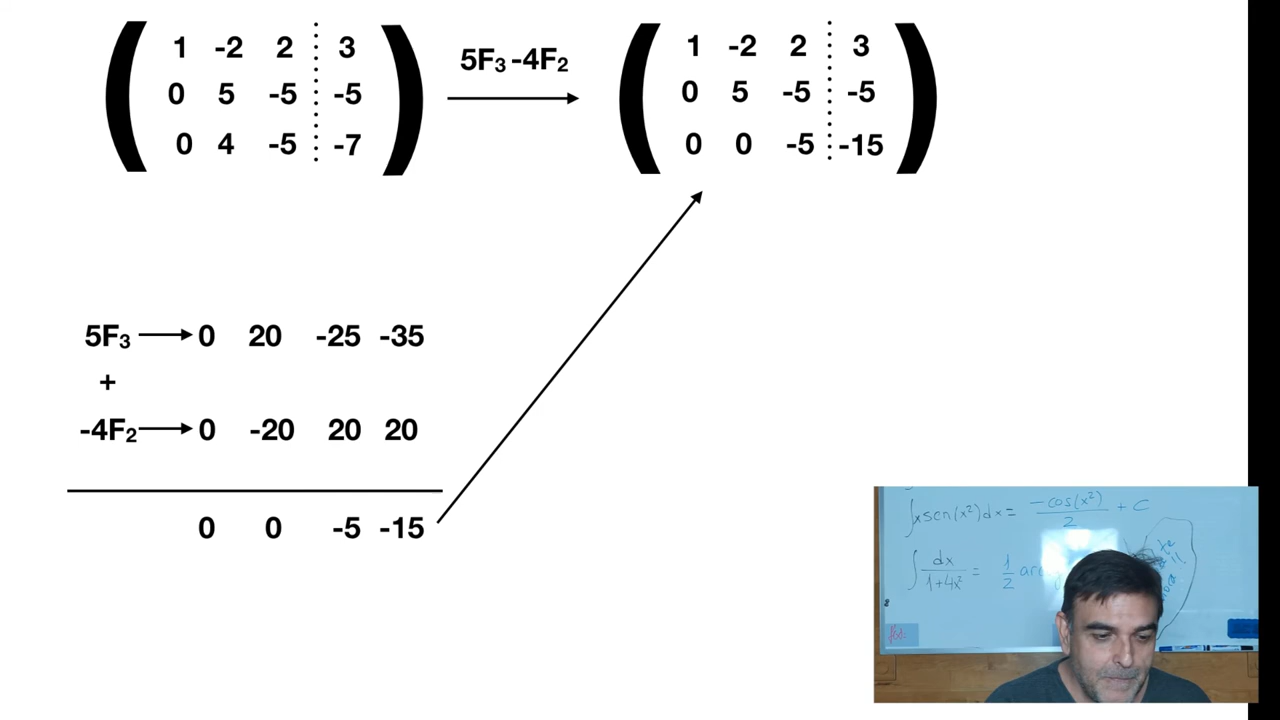 1 -2 2 3
0 5 -5 -5
0 4 -5 -7
5F₃ -4F₂
1 -2 2 3
0 5 -5 -5
0 0 -5 -15
5F₃ 0 20 -25 -35
+
-4F₂ 0 -20 20 20
0 0 -5 -15
∫xsen(x²)dx = -cos(x²)/2 + C
∫dx/1+4x² = 1/2 arc